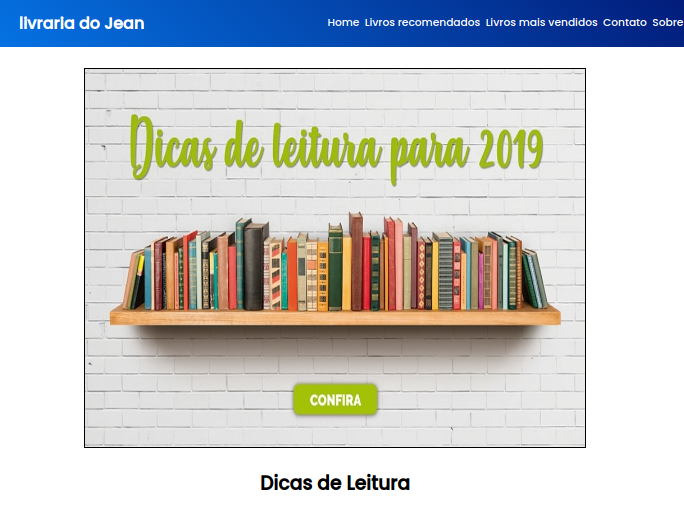 livraria do Jean
Home Livros recomendados Livros mais vendidos Contato Sobre
Dicas de leitura para 2019
CONFIRA
Dicas de Leitura